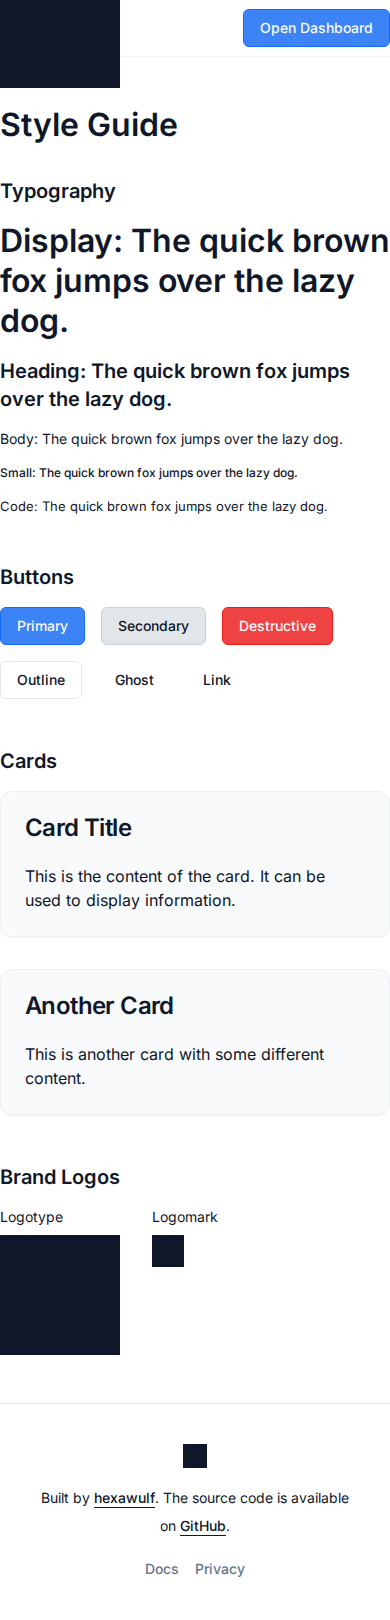 Open Dashboard
Style Guide
Typography
Display: The quick brown
fox jumps over the lazy
dog.
Heading: The quick brown fox jumps
over the lazy dog.
Body: The quick brown fox jumps over the lazy dog.
Small: The quick brown fox jumps over the lazy dog.
Code: The quick brown fox jumps over the lazy dog.
Buttons
Primary Secondary Destructive
Outline Ghost Link
Cards
Card Title
This is the content of the card. It can be
used to display information.
Another Card
This is another card with some different
content.
Brand Logos
Logotype Logomark
Built by hexawulf. The source code is available
on GitHub.
Docs Privacy